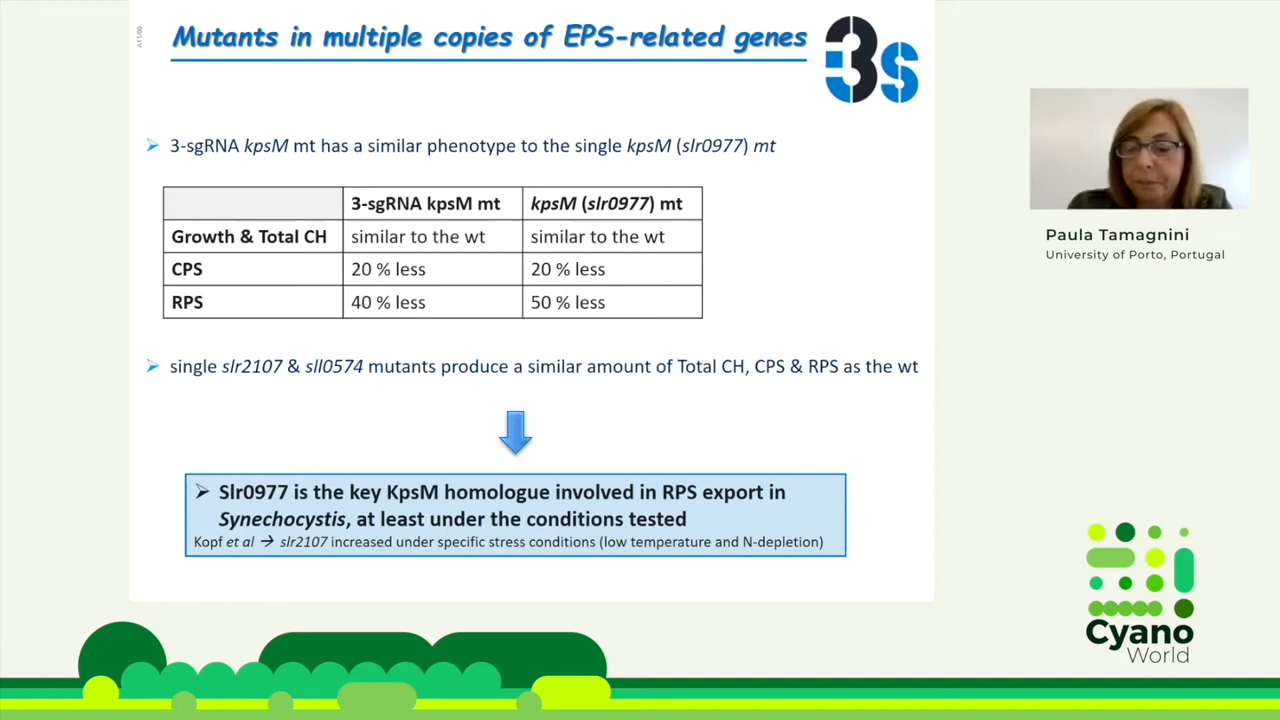 A11/00
Mutants in multiple copies of EPS-related genes
3s
➢ 3-sgRNA kpsM mt has a similar phenotype to the single kpsM (slr0977) mt
3-sgRNA kpsM mt kpsM (slr0977) mt
Growth & Total CH similar to the wt similar to the wt
CPS 20 % less 20 % less
RPS 40 % less 50 % less
➢ single slr2107 & sll0574 mutants produce a similar amount of Total CH, CPS & RPS as the wt
➢ Slr0977 is the key KpsM homologue involved in RPS export in
Synechocystis, at least under the conditions tested
Kopf et al → slr2107 increased under specific stress conditions (low temperature and N-depletion)
Paula Tamagnini
University of Porto, Portugal
Cyano
World